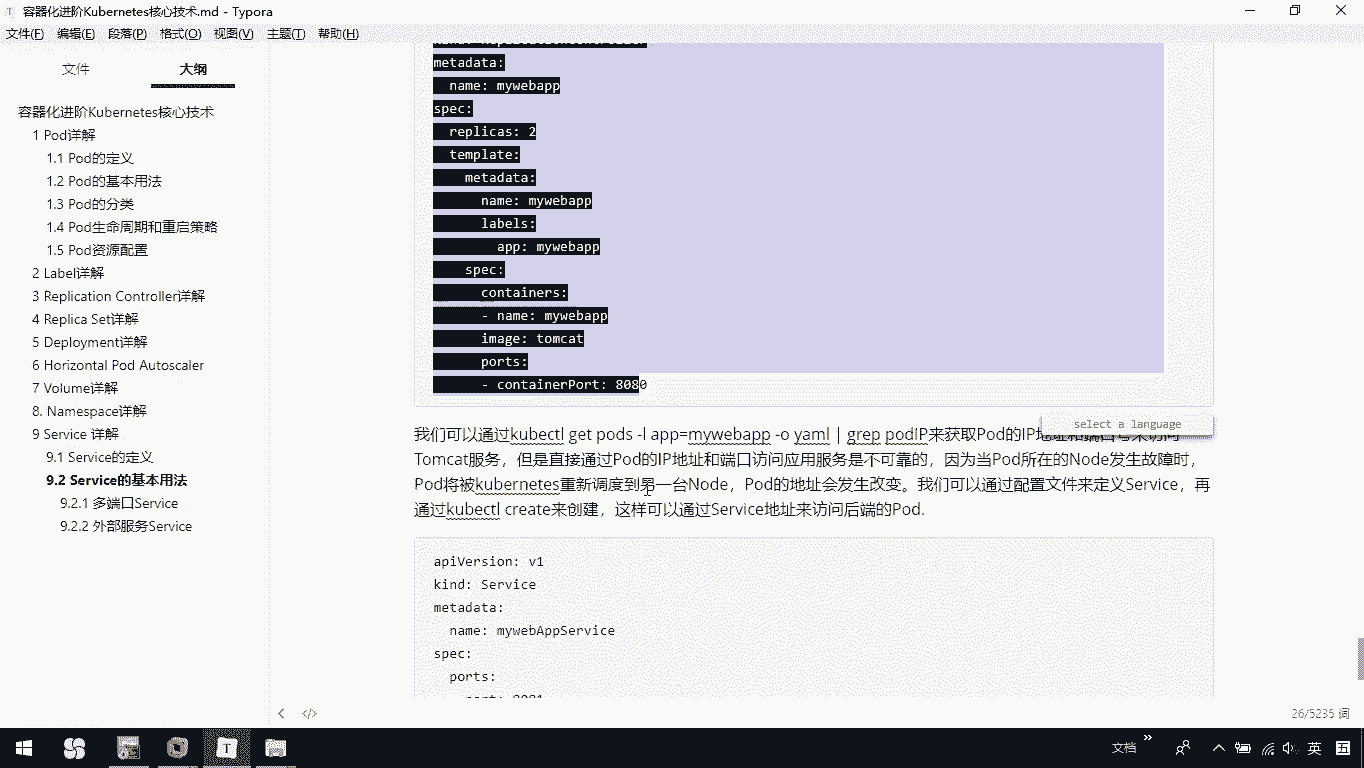 容器化进阶Kubernetes核心技术.md - Typora
文件(F) 编辑(E) 段落(P) 格式(O) 视图(V) 主题(T) 帮助(H)
文件 大纲
容器化进阶Kubernetes核心技术
1 Pod详解
1.1 Pod的定义
1.2 Pod的基本用法
1.3 Pod的分类
1.4 Pod生命周期和重启策略
1.5 Pod资源配置
2 Label详解
3 Replication Controller详解
4 Replica Set详解
5 Deployment详解
6 Horizontal Pod Autoscaler
7 Volume详解
8. Namespace详解
9 Service 详解
9.1 Service的定义
9.2 Service的基本用法
9.2.1 多端口Service
9.2.2 外部服务Service
metadata:
name: mywebapp
spec:
replicas: 2
template:
metadata:
name: mywebapp
labels:
app: mywebapp
spec:
containers:
- name: mywebapp
image: tomcat
ports:
- containerPort: 8080
select a language
我们可以通过kubectl get pods -l app=mywebapp -o yaml | grep podIP来获取Pod的IP地址和端口号来访问
Tomcat服务，但是直接通过Pod的IP地址和端口访问应用服务是不可靠的，因为当Pod所在的Node发生故障时，
Pod将被kubernetes重新调度到另一台Node，Pod的地址会发生改变。我们可以通过配置文件来定义Service，再
通过kubectl create来创建，这样可以通过Service地址来访问后端的Pod.
apiVersion: v1
kind: Service
metadata:
name: mywebAppService
spec:
ports:
26/5235 词
文档
英
五